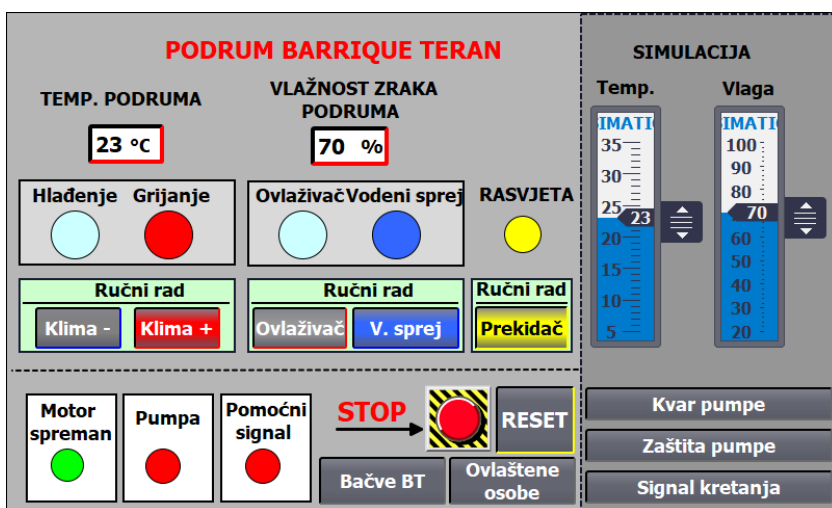 PODRUM BARRIQUE TERAN
TEMP. PODRUMA
VLAŽNOST ZRAKA
PODRUMA
23 °C
70 %
Hlađenje Grijanje
Ovlaživač Vodeni sprej
RASVJETA
Ručni rad
Klima - Klima +
Ručni rad
Ovlaživač V. sprej
Ručni rad
Prekidač
Motor
spreman
Pumpa
Pomoćni
signal
STOP
RESET
Bačve BT
Ovlaštene
osobe
SIMULACIJA
Temp.
SIMATIC
35
30
25
23
20
15
10
5
Vlaga
SIMATIC
100
90
80
70
60
50
40
30
20
Kvar pumpe
Zaštita pumpe
Signal kretanja